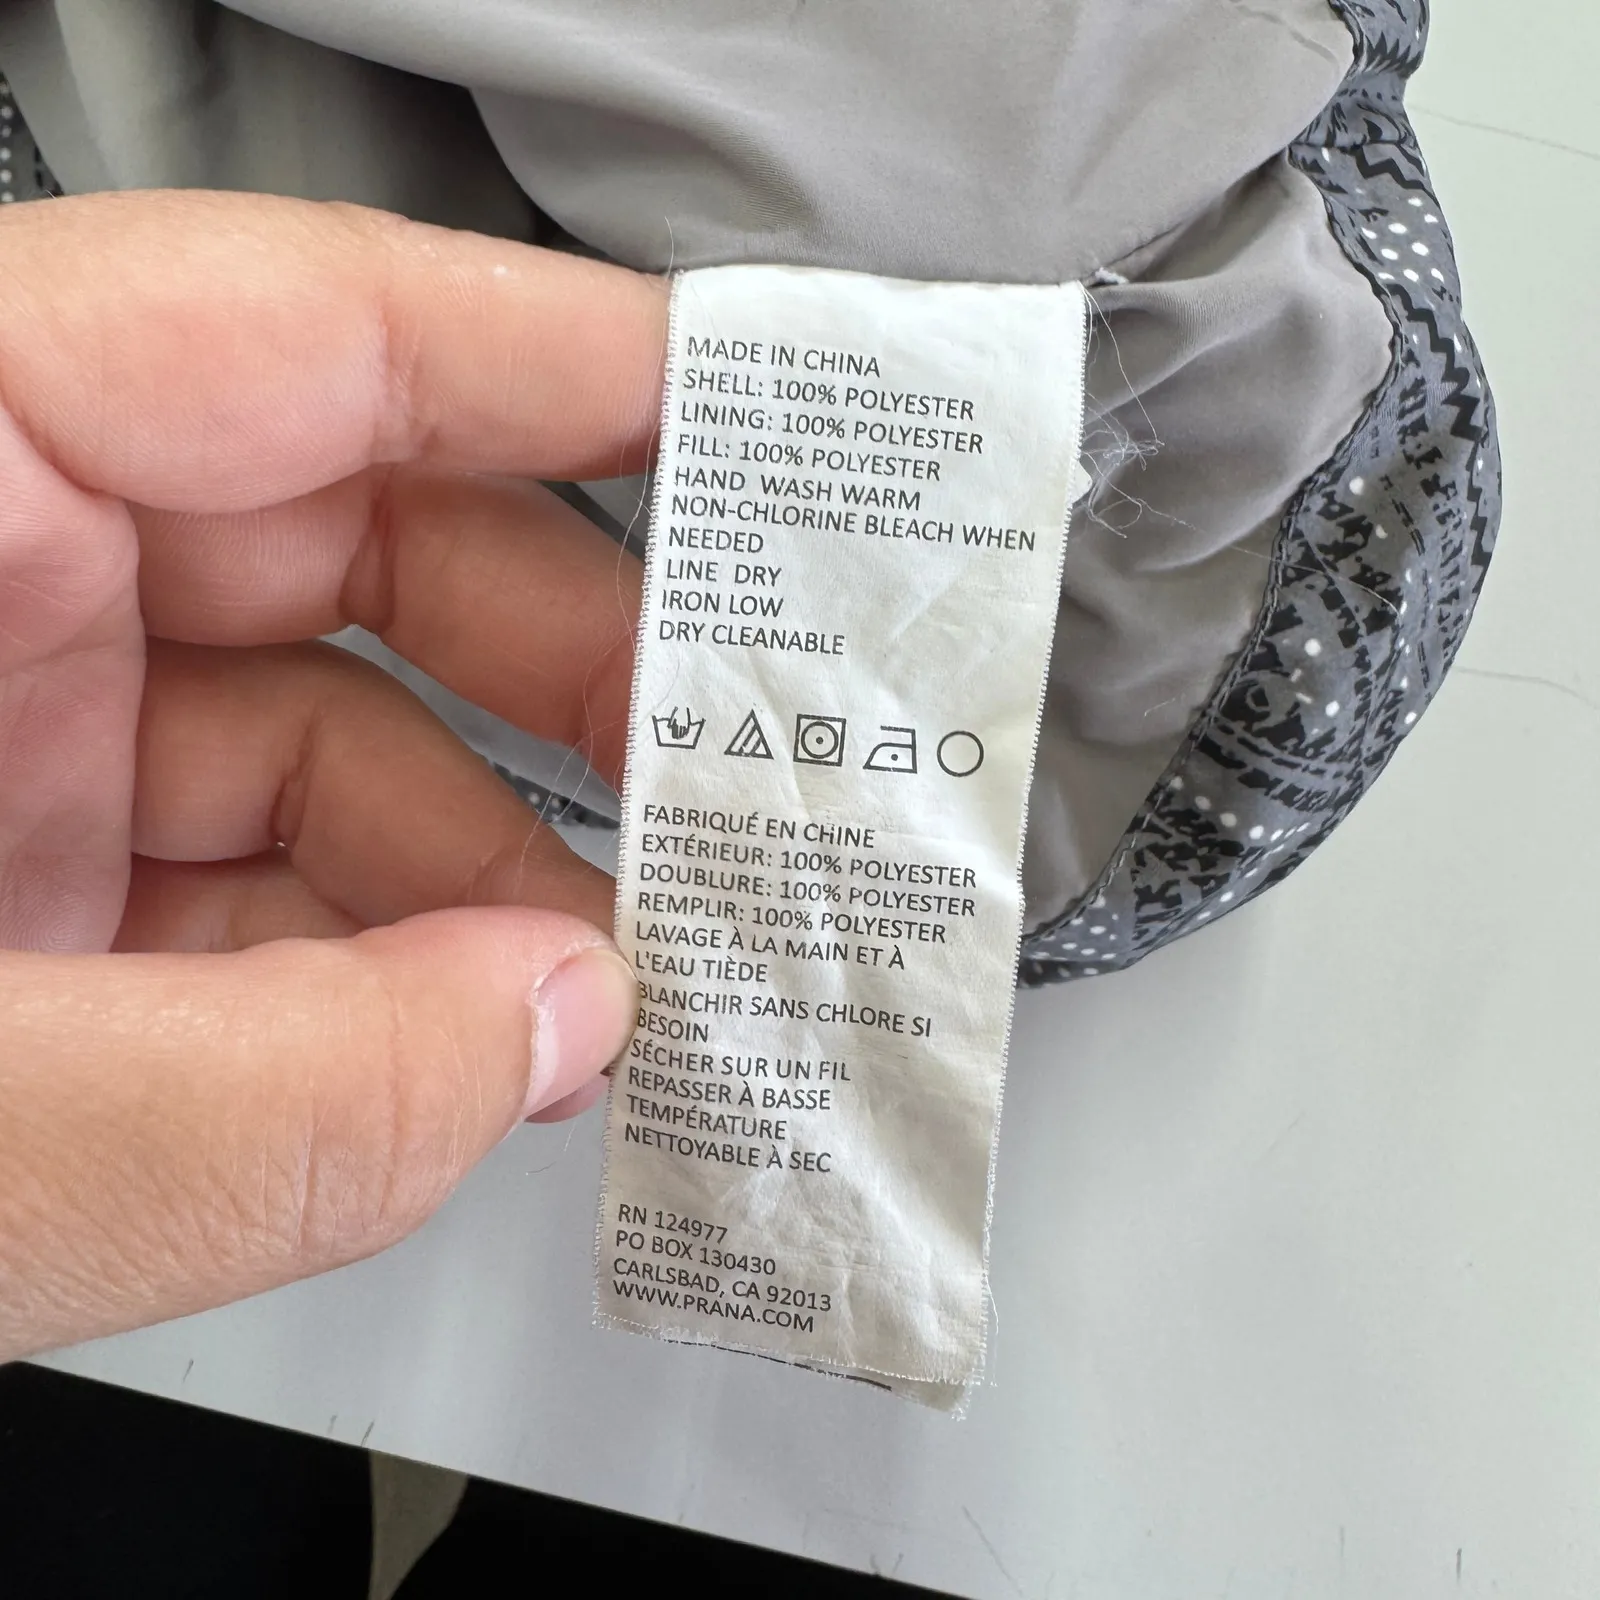 MADE IN CHINA
SHELL: 100% POLYESTER
LINING: 100% POLYESTER
FILL: 100% POLYESTER
HAND WASH WARM
NON-CHLORINE BLEACH WHEN
NEEDED
LINE DRY
IRON LOW
DRY CLEANABLE
FABRIQUÉ EN CHINE
EXTÉRIEUR: 100% POLYESTER
DOUBLURE: 100% POLYESTER
REMPLIR: 100% POLYESTER
LAVAGE À LA MAIN ET À
L'EAU TIÈDE
BLANCHIR SANS CHLORE SI
BESOIN
SÉCHER SUR UN FIL
REPASSER À BASSE
TEMPÉRATURE
NETTOYABLE À SEC
RN 124977
PO BOX 130430
CARLSBAD, CA 92013
WWW.PRANA.COM